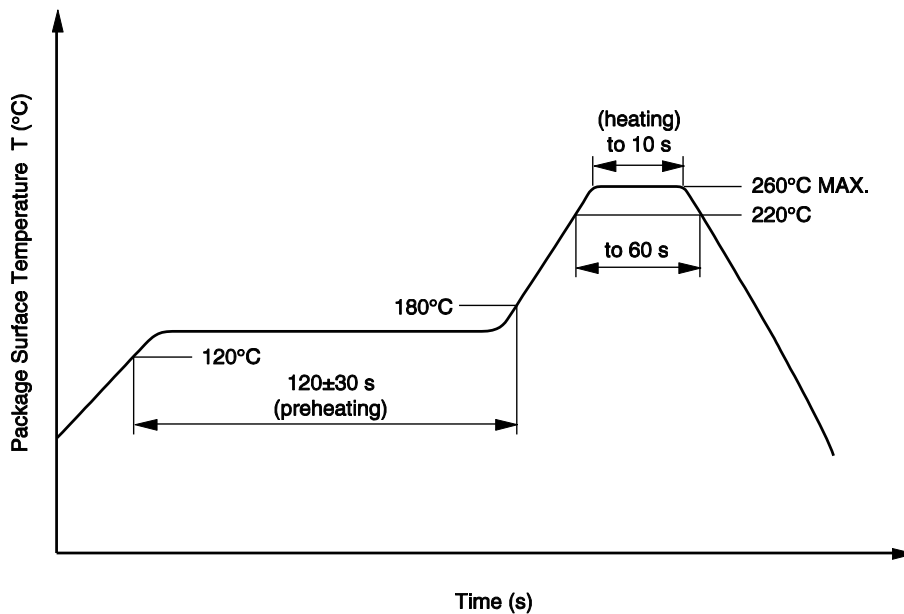 Package Surface Temperature T (°C)
(heating)
to 10 s
260°C MAX.
220°C
to 60 s
180°C
120°C
120±30 s
(preheating)
Time (s)